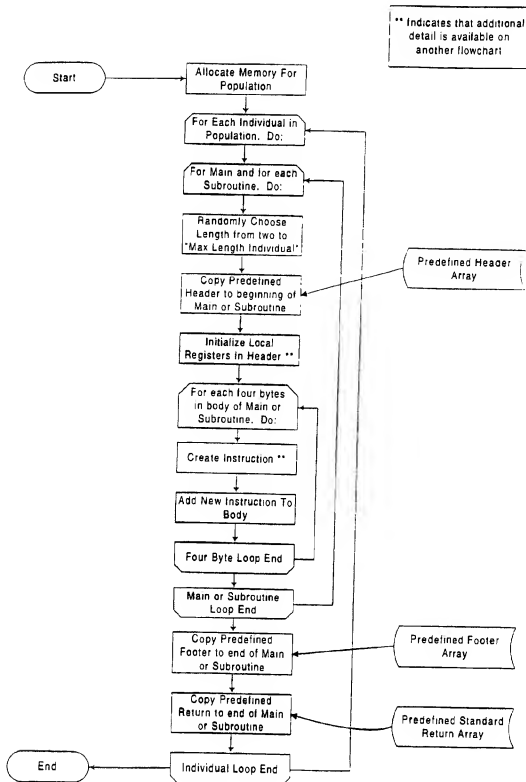 ** Indicates that additional
detail is available on
another flowchart
Start
Allocate Memory For
Population
For Each Individual in
Population. Do:
For Main and for each
Subroutine. Do:
Randomly Choose
Length from two to
"Max Length Individual"
Copy Predefined
Header to beginning of
Main or Subroutine
Predefined Header
Array
Initialize Local
Registers in Header **
For each four bytes
in body of Main or
Subroutine. Do:
Create Instruction **
Add New Instruction To
Body
Four Byte Loop End
Main or Subroutine
Loop End
Copy Predefined
Footer to end of Main
or Subroutine
Predefined Footer
Array
Copy Predefined
Return to end of Main
or Subroutine
Predefined Standard
Return Array
Individual Loop End
End